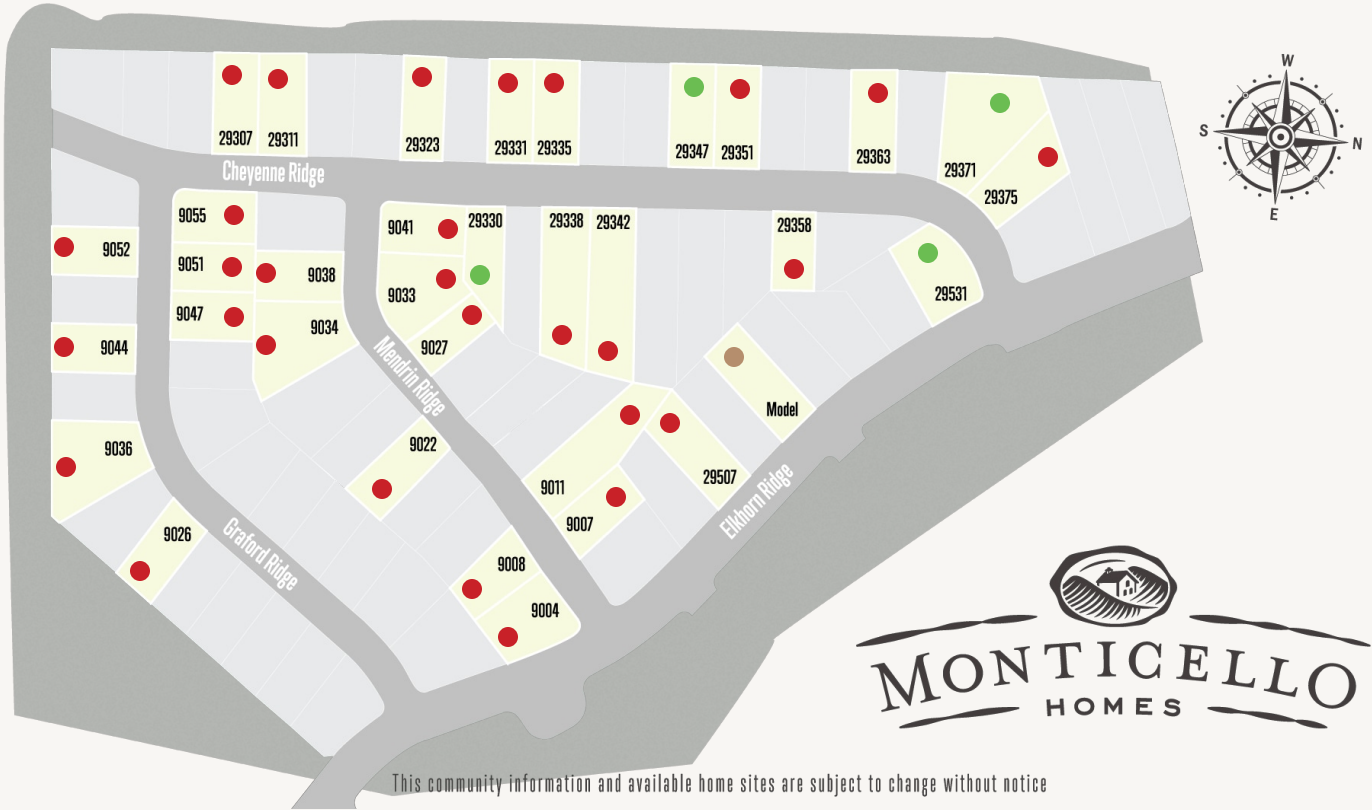 W
S
N
E
29307
29311
29323
29331
29335
29347
29351
29363
29371
29375
Cheyenne Ridge
9055
9052
9051
9038
9047
9034
9044
9036
9026
9041
29330
29338
29342
29358
9033
9027
29531
Mendrin Ridge
Model
9022
9011
29507
9007
Elkhorn Ridge
Graford Ridge
9008
9004
MONTICELLO
HOMES
This community information and available home sites are subject to change without notice